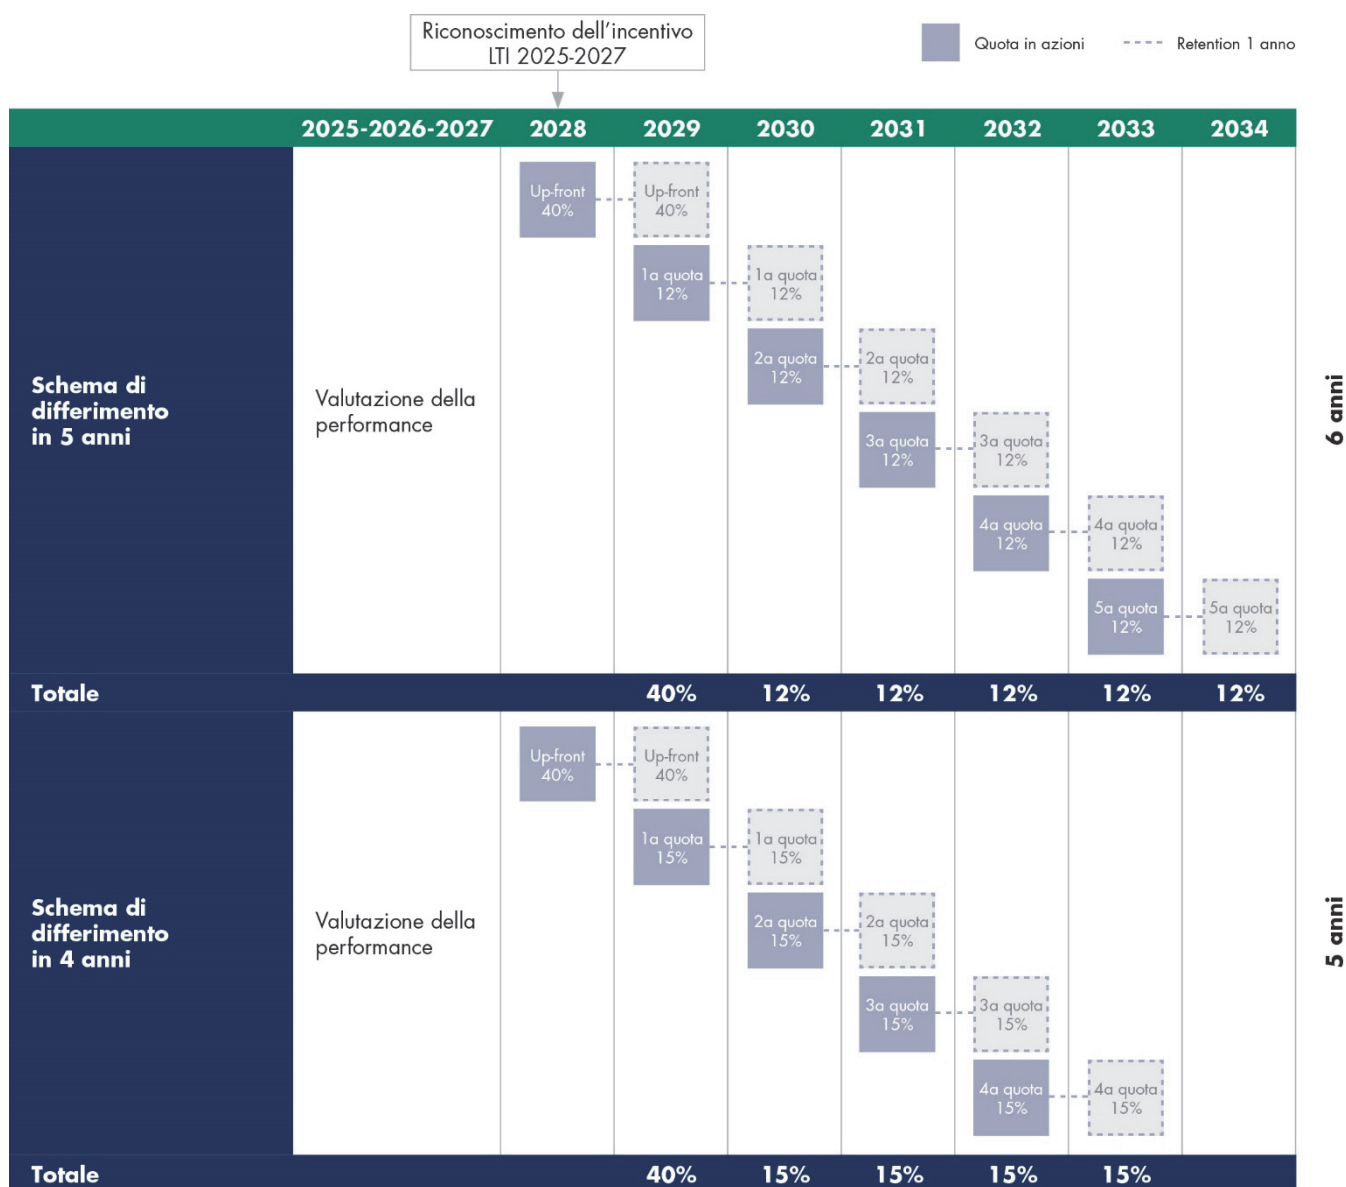 Riconoscimento dell'incentivo
LTI 2025-2027
Quota in azioni
Retention 1 anno
2025-2026-2027 2028 2029 2030 2031 2032 2033 2034
Schema di
differimento
in 5 anni
Valutazione della
performance
Up-front
40%
Up-front
40%
1a quota
12%
1a quota
12%
2a quota
12%
2a quota
12%
3a quota
12%
3a quota
12%
4a quota
12%
4a quota
12%
5a quota
12%
5a quota
12%
6 anni
Totale 40% 12% 12% 12% 12% 12%
Schema di
differimento
in 4 anni
Valutazione della
performance
Up-front
40%
Up-front
40%
1a quota
15%
1a quota
15%
2a quota
15%
2a quota
15%
3a quota
15%
3a quota
15%
4a quota
15%
4a quota
15%
5 anni
Totale 40% 15% 15% 15% 15%